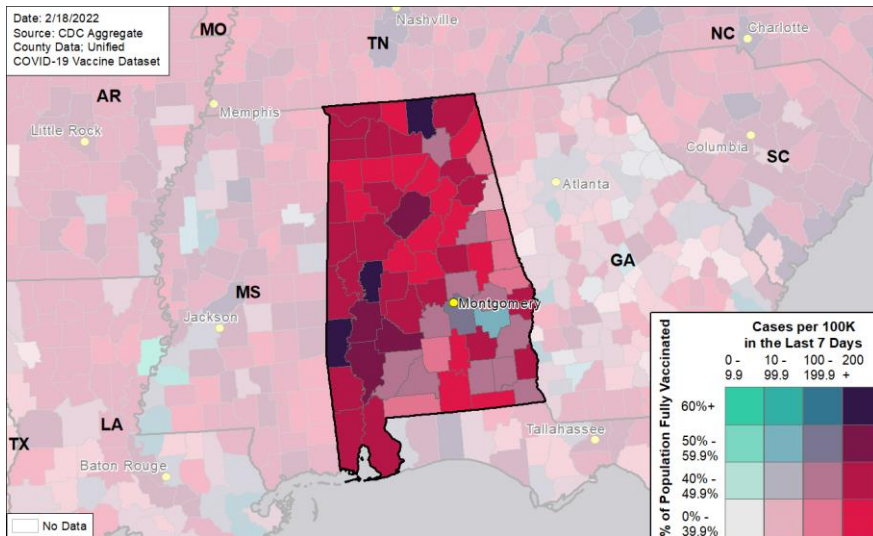 Date: 2/18/2022
Source: CDC Aggregate
County Data; Unified
COVID-19 Vaccine Dataset
MO
TN
Nashville
NC
Charlotte
AR
Memphis
Little Rock
Columbia
SC
Atlanta
MS
GA
Montgomery
Jackson
LA
TX
Baton Rouge
Tallahassee
No Data
Cases per 100K
in the Last 7 Days
0 -
9.9
10 -
99.9
100 -
199.9
200
+
% of Population Fully Vaccinated
60%+
50% -
59.9%
40% -
49.9%
0% -
39.9%